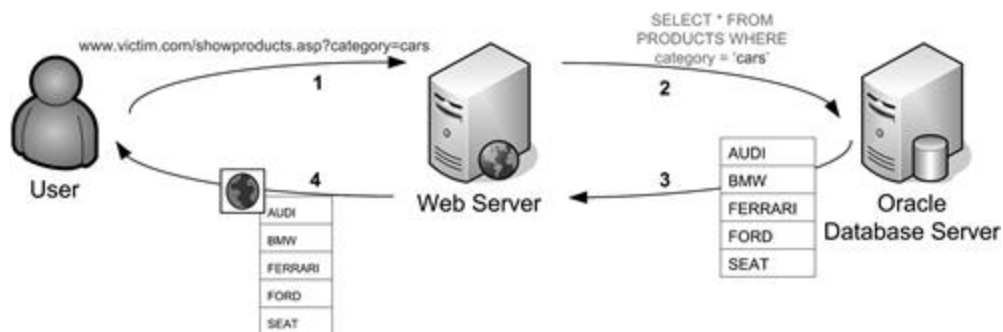 www.victim.com/showproducts.asp?category=cars
1
SELECT * FROM
PRODUCTS WHERE
category = 'cars'
2
User
Web Server
Oracle
Database Server
3
AUDI
BMW
FERRARI
FORD
SEAT
4
AUDI
BMW
FERRARI
FORD
SEAT